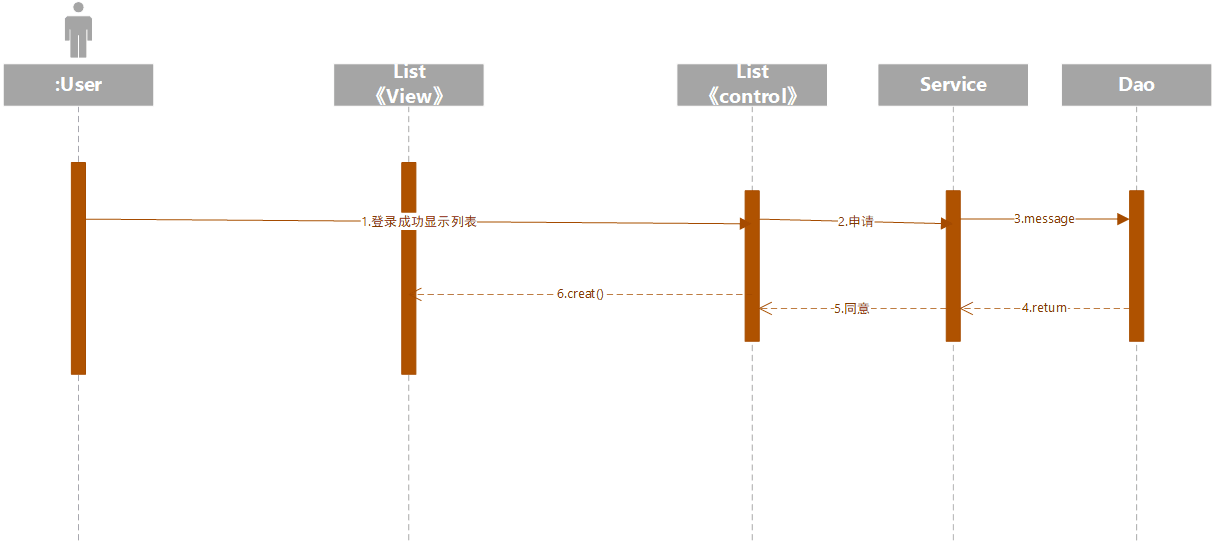 :User
List
《View》
List
《control》
Service
Dao
1.登录成功显示列表
2.申请
3.message
6.creat()
5.同意
4.return